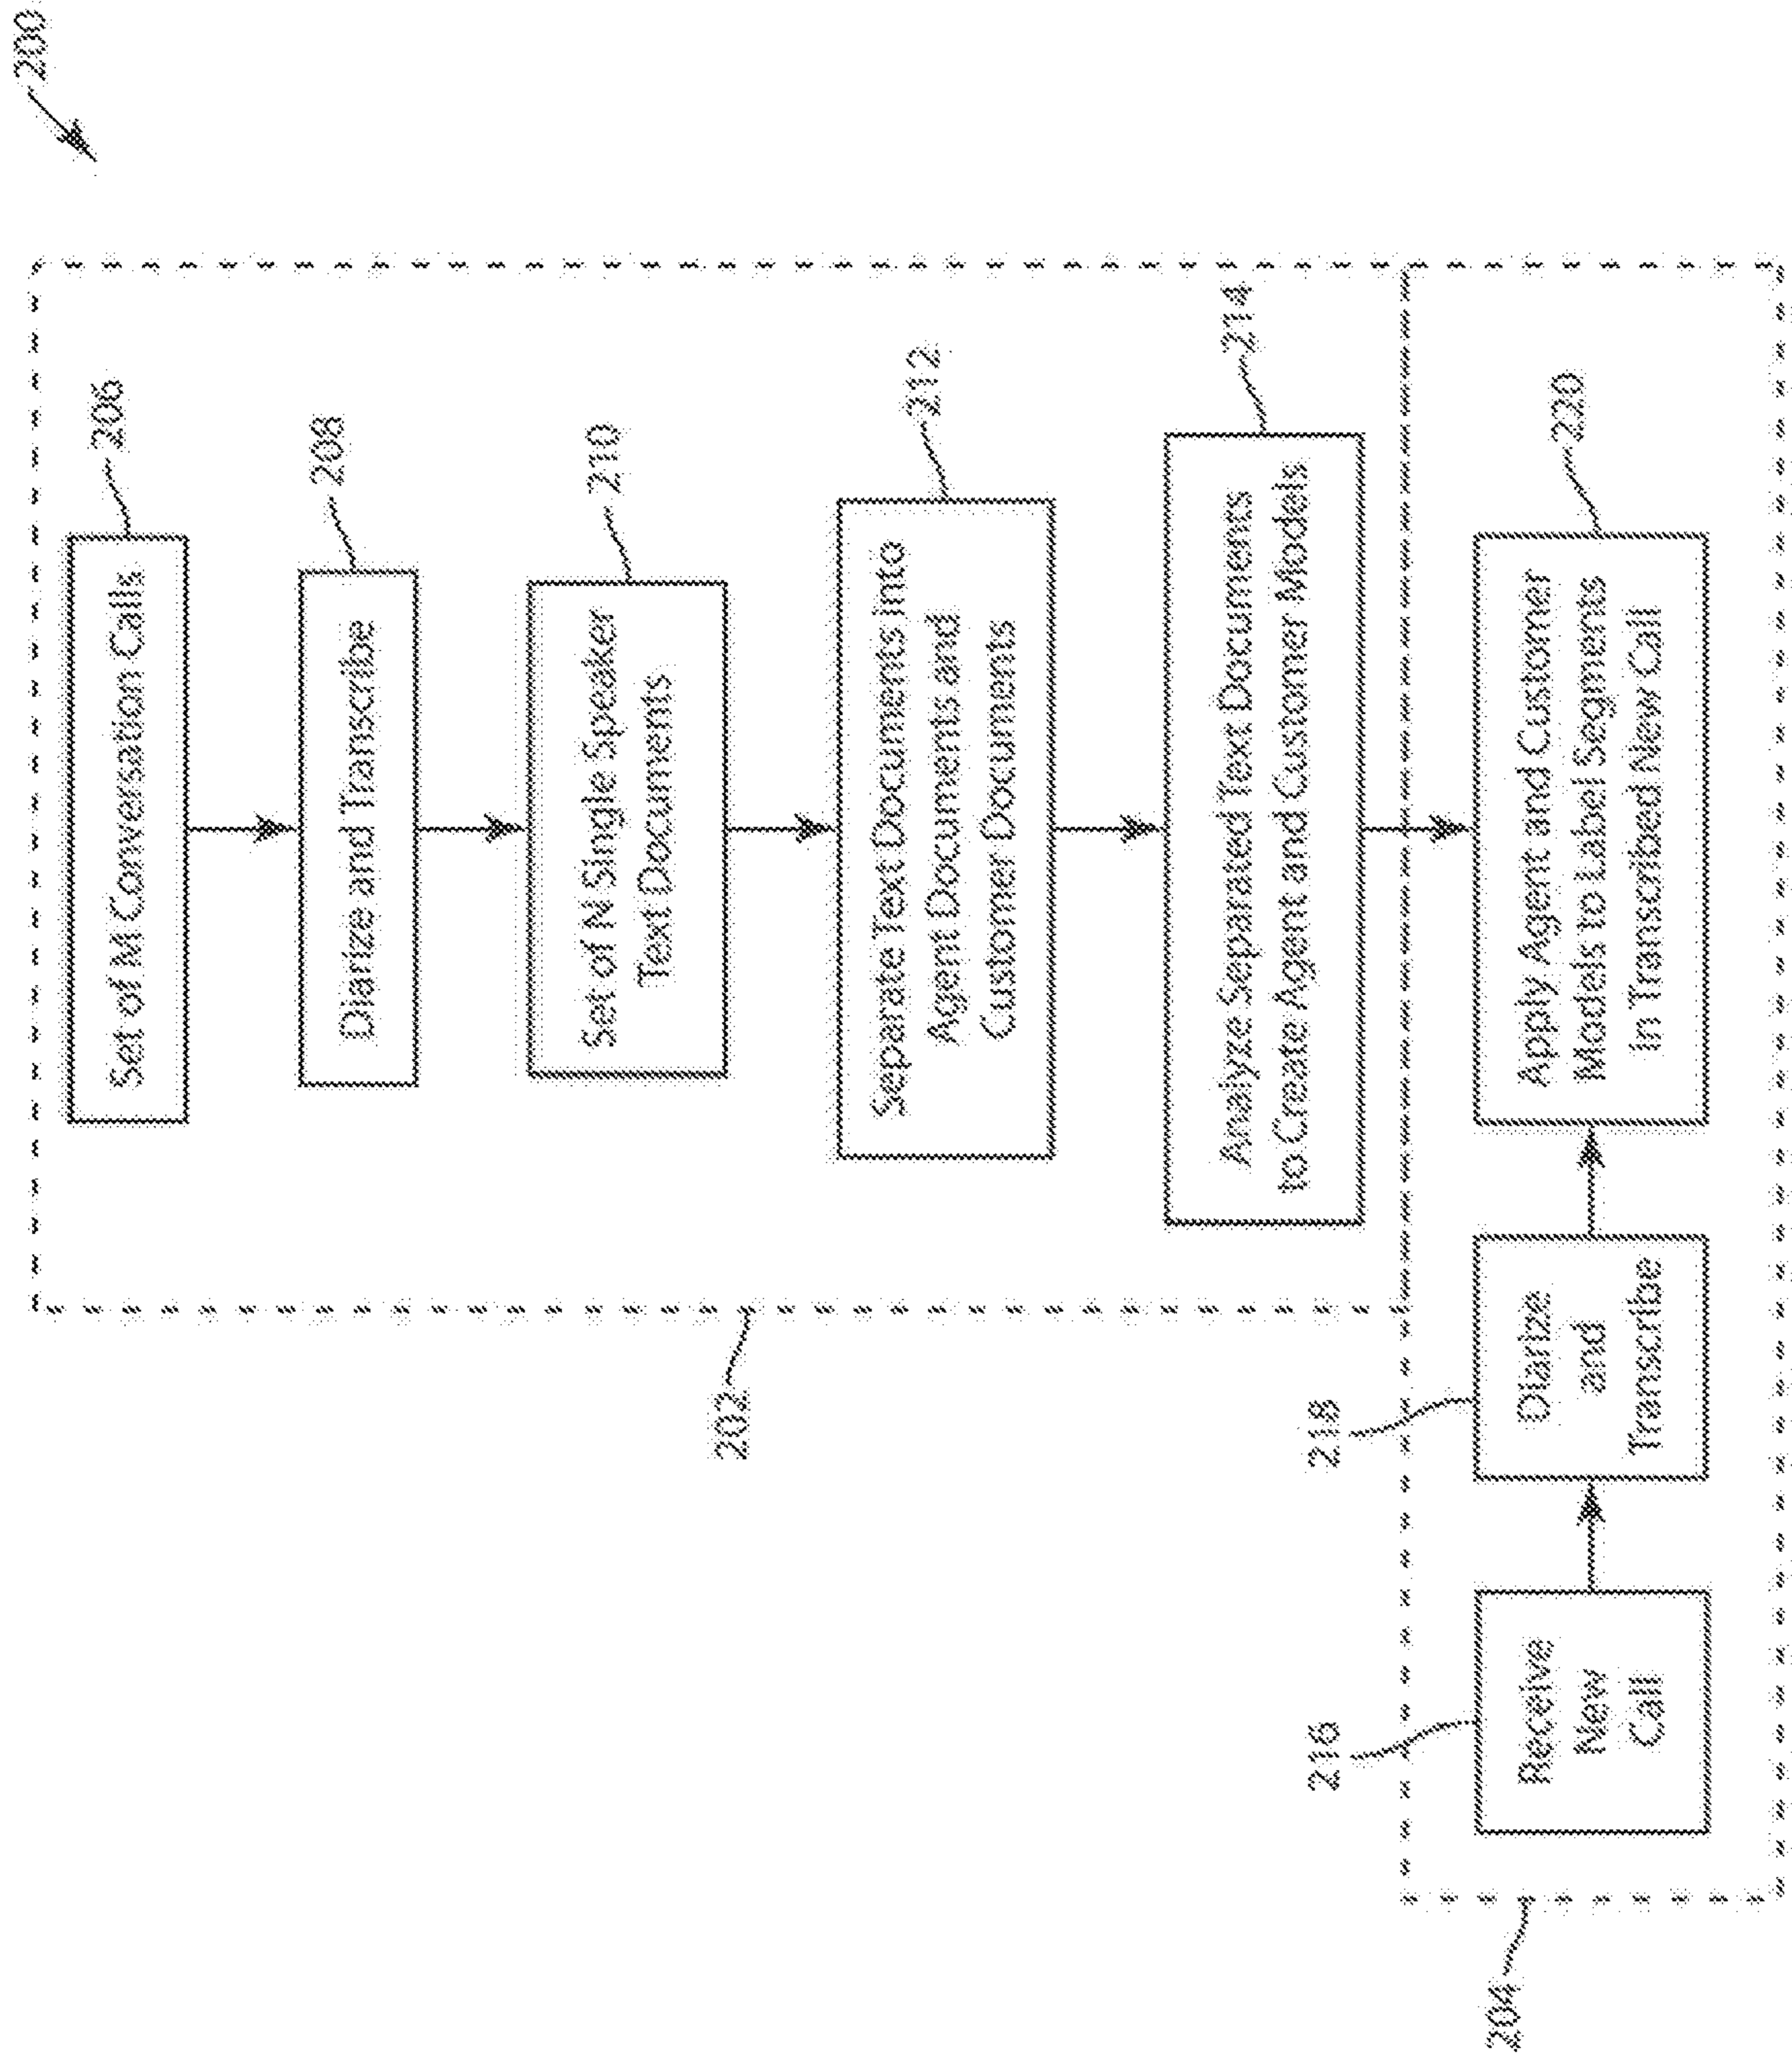 200
Set of M Conversation Calls
206
Diarize and Transcribe
208
Set of N Single Speaker
Text Documents
210
Separate Text Documents into
Agent Documents and
Customer Documents
212
Analyze Separated Text Documents
to Create Agent and Customer Models
214
202
Receive
New
Call
216
Diarize
and
Transcribe
218
Apply Agent and Customer
Models to Label Segments
in Transcribed New Call
220
204